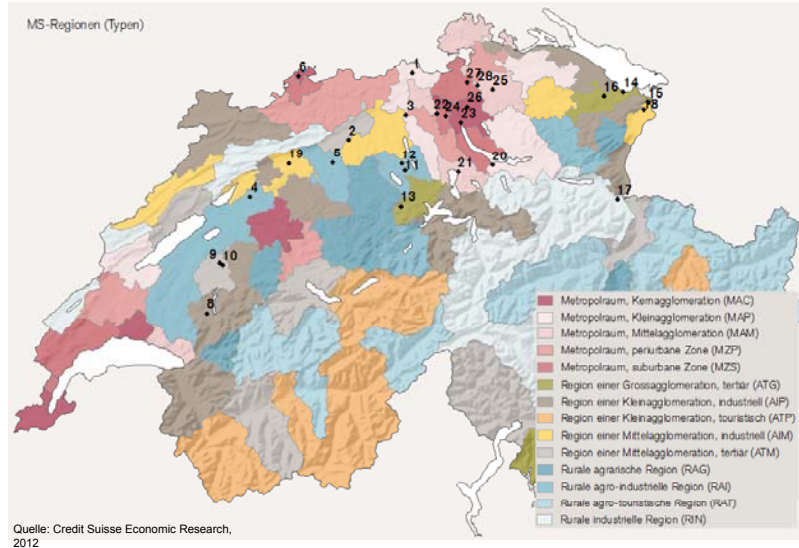 MS-Regionen (Typen)
6
1
27
28
25
16
14
15
18
3
22
24
26
23
2
19
5
12
11
21
20
4
13
17
9
10
8
Metropolraum, Kernagglomeration (MAC)
Metropolraum, Kleinagglomeration (MAP)
Metropolraum, Mittelagglomeration (MAM)
Metropolraum, periurbane Zone (MZP)
Metropolraum, suburbane Zone (MZS)
Region einer Grossagglomeration, tertiär (ATG)
Region einer Kleinagglomeration, industriell (AIP)
Region einer Kleinagglomeration, touristisch (ATP)
Region einer Mittelagglomeration, industriell (AIM)
Region einer Mittelagglomeration, tertiär (ATM)
Rurale agrarische Region (RAG)
Rurale agro-industrielle Region (RAI)
Rurale agro-touristische Region (RAT)
Rurale industrielle Region (RIN)
Quelle: Credit Suisse Economic Research,
2012